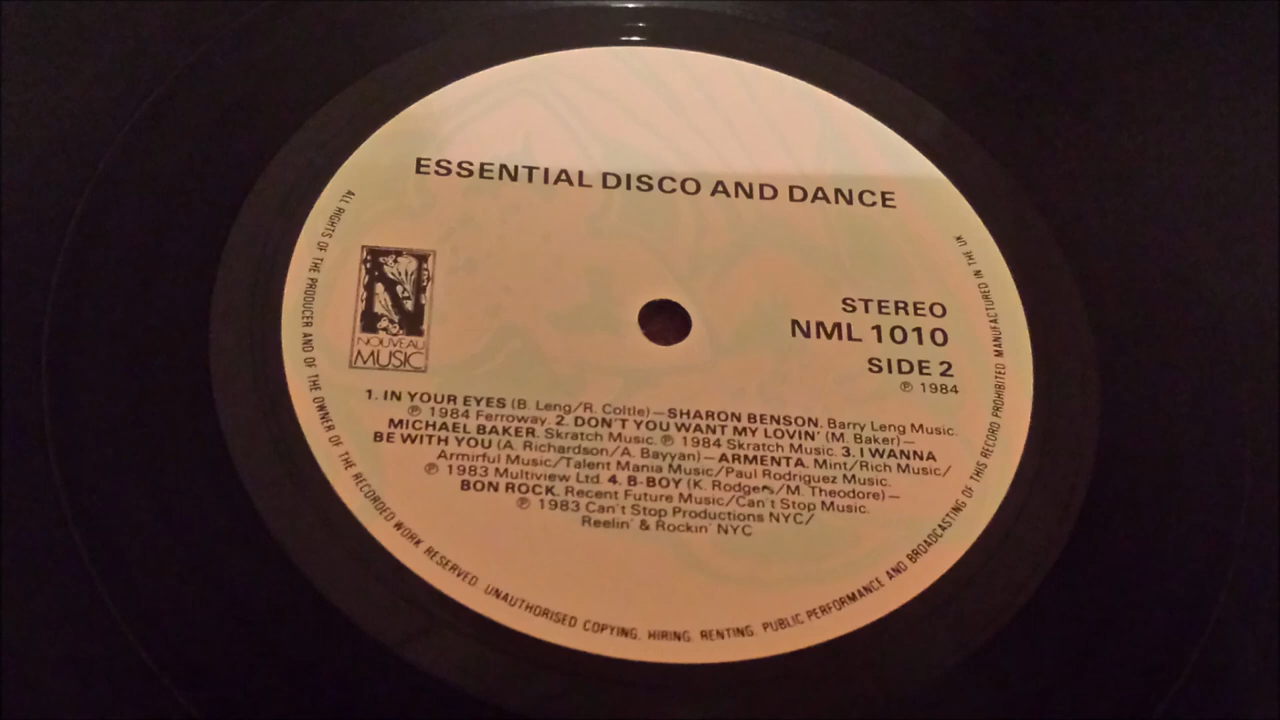 ESSENTIAL DISCO AND DANCE
N
NOUVEAU
MUSIC
STEREO
NML 1010
SIDE 2
℗ 1984
1. IN YOUR EYES (B. Leng/R. Coltle)—SHARON BENSON. Barry Leng Music.
℗ 1984 Ferroway. 2. DON'T YOU WANT MY LOVIN' (M. Baker)—
MICHAEL BAKER. Skratch Music. ℗ 1984 Skratch Music. 3. I WANNA
BE WITH YOU (A. Richardson/A. Bayyan)—ARMENTA. Mint/Rich Music/
Armirful Music/Talent Mania Music/Paul Rodriguez Music.
℗ 1983 Multiview Ltd. 4. B-BOY (K. Rodgers/M. Theodore)—
BON ROCK. Recent Future Music/Can't Stop Music.
℗ 1983 Can't Stop Productions NYC/
Reelin' & Rockin' NYC
ALL RIGHTS OF THE PRODUCER AND OF THE OWNER OF THE RECORDED WORK RESERVED. UNAUTHORISED COPYING, HIRING, RENTING, PUBLIC PERFORMANCE AND BROADCASTING OF THIS RECORD PROHIBITED MANUFACTURED IN THE UK